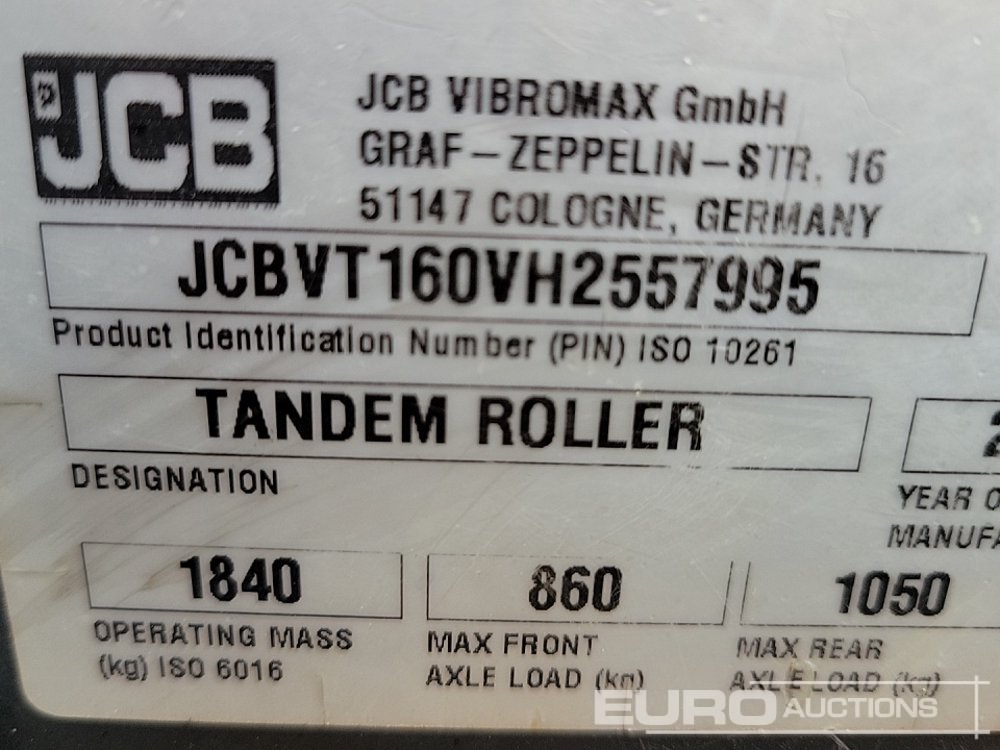 JCB
JCB VIBROMAX GmbH
GRAF-ZEPPELIN-STR. 16
51147 COLOGNE, GERMANY
JCBVT160VH2557995
Product Identification Number (PIN) ISO 10261
TANDEM ROLLER
2
DESIGNATION
YEAR O
MANUFA
1840
860
1050
OPERATING MASS
(kg) ISO 6016
MAX FRONT
AXLE LOAD (kg)
MAX REAR
AXLE LOAD (kg)
EURO AUCTIONS